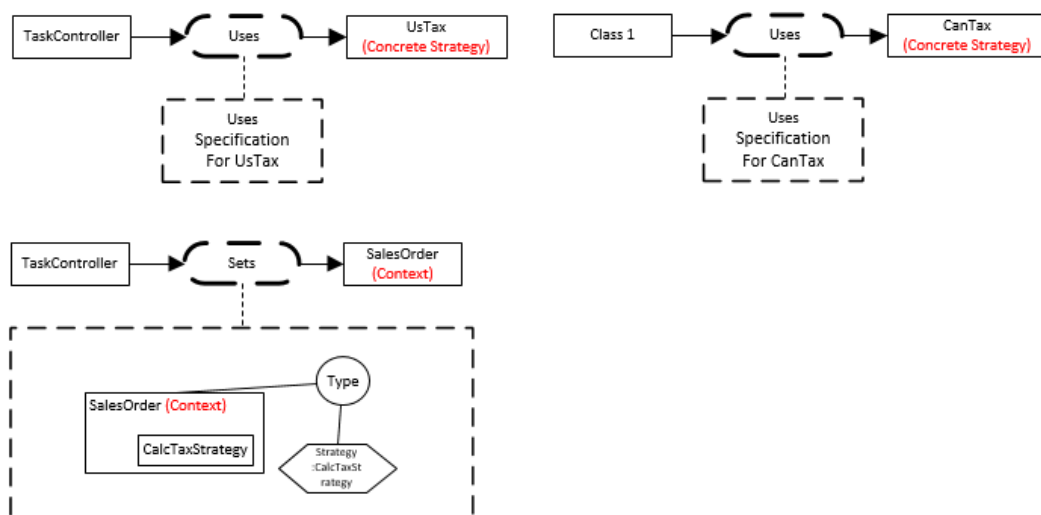 TaskController
Uses
UsTax
(Concrete Strategy)
Uses
Specification
For UsTax
Class 1
Uses
CanTax
(Concrete Strategy)
Uses
Specification
For CanTax
TaskController
Sets
SalesOrder
(Context)
Type
SalesOrder (Context)
CalcTaxStrategy
Strategy
:CalcTaxSt
rategy